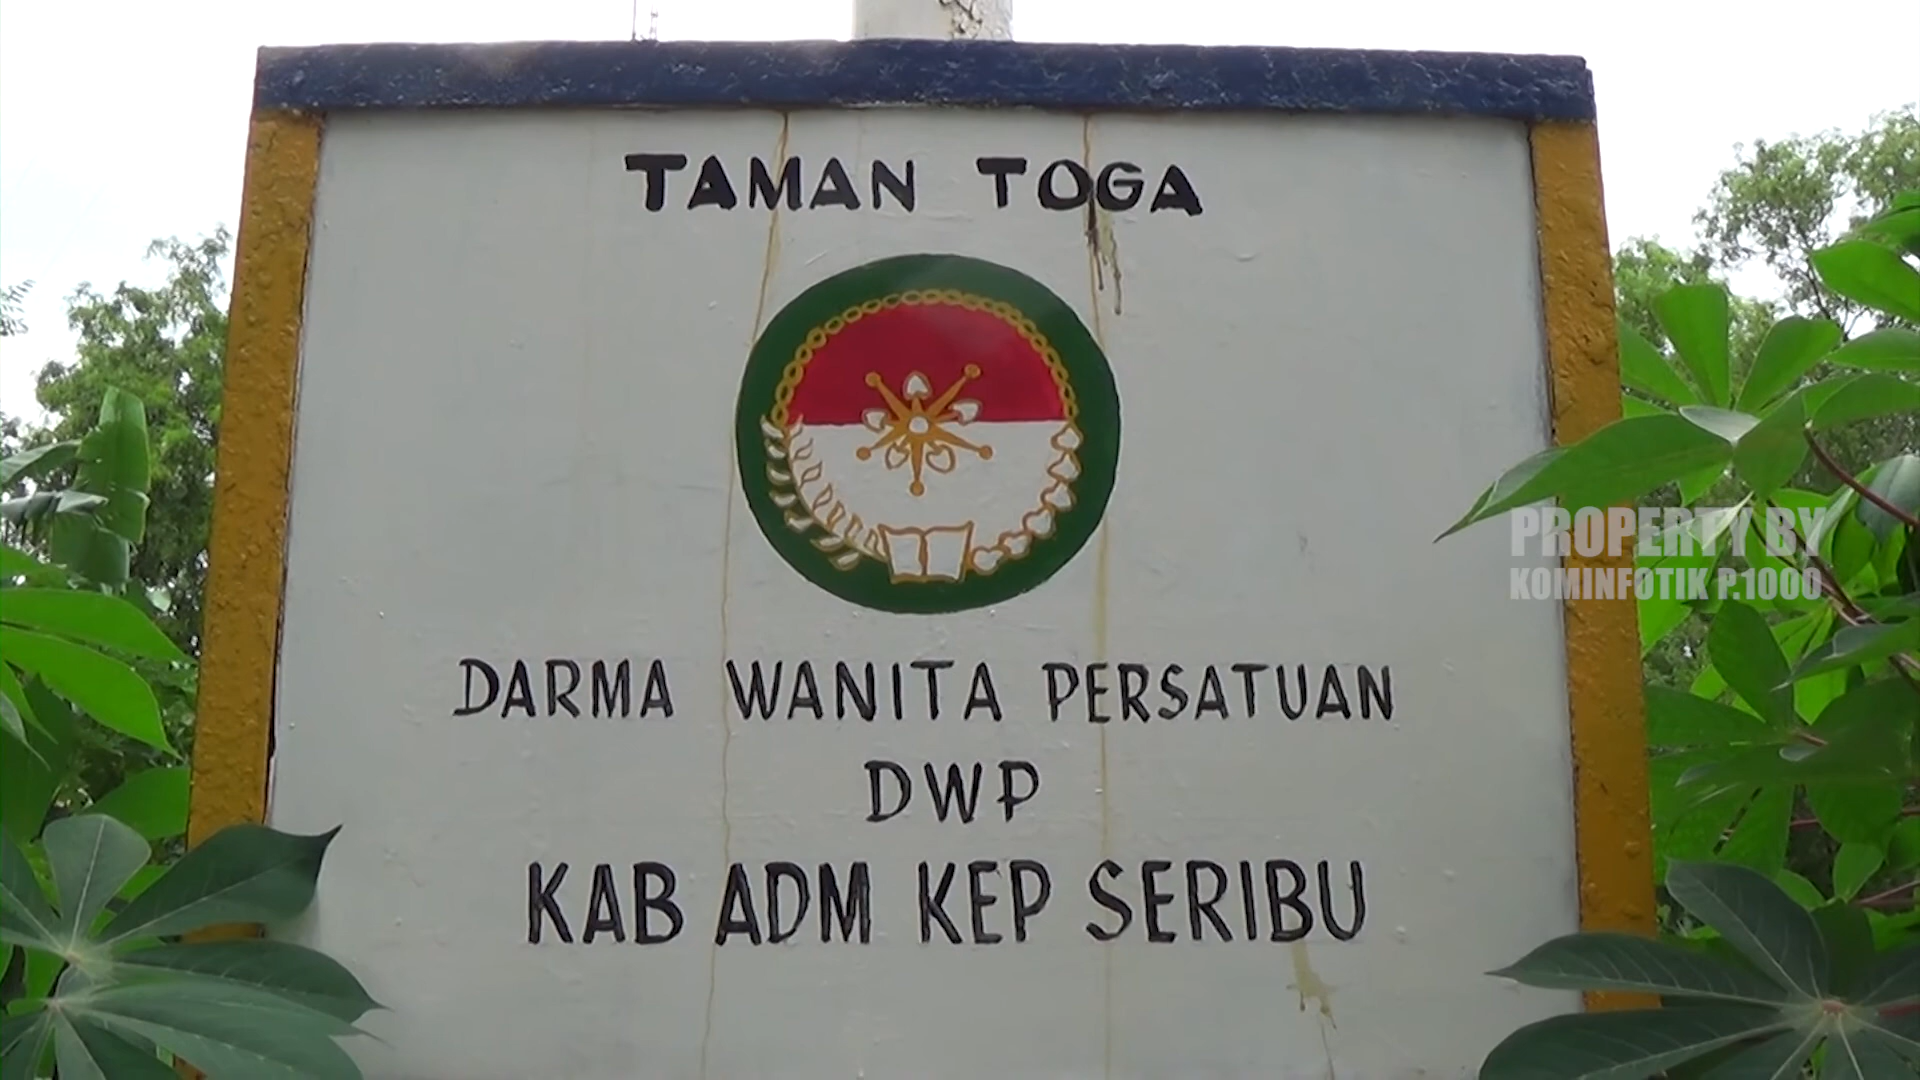 TAMAN TOGA
PROPERTY BY
KOMINFOTIK P.1000
DARMA WANITA PERSATUAN
DWP
KAB ADM KEP SERIBU